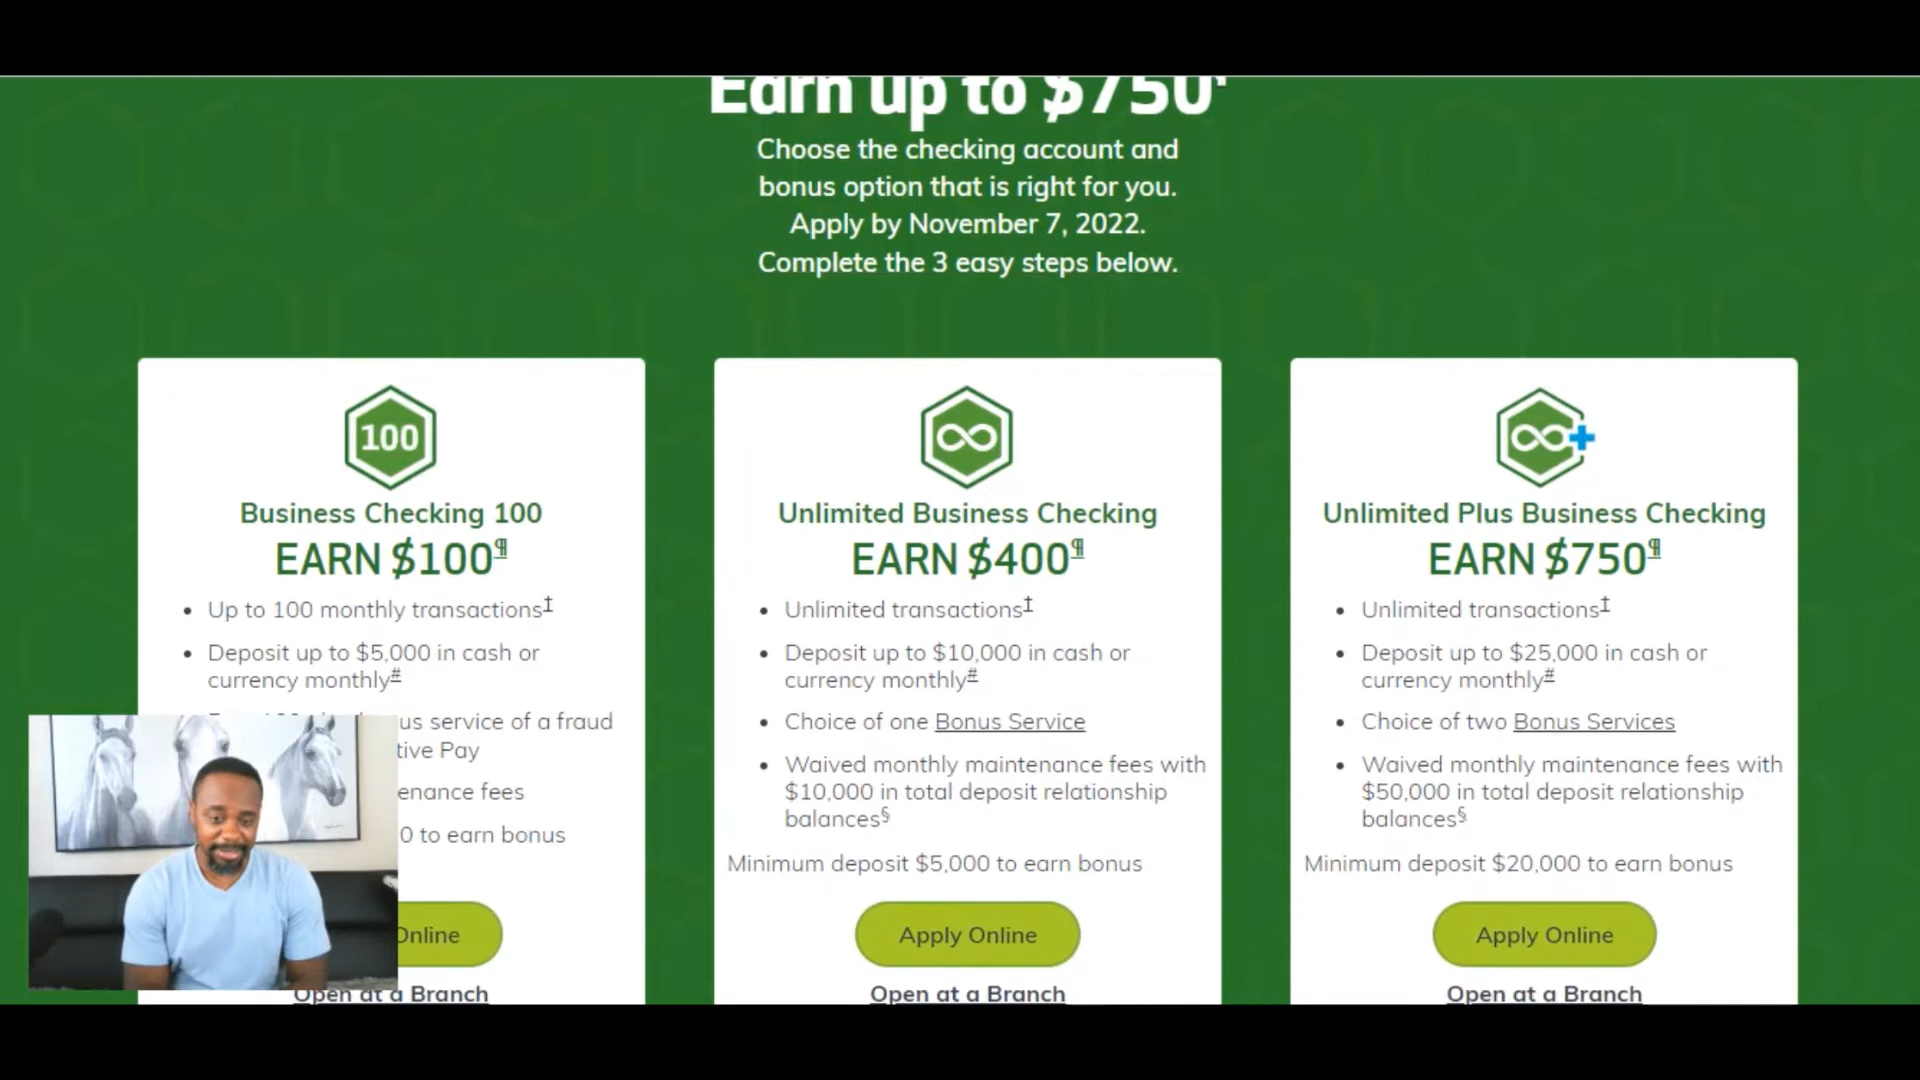 Earn up to $750¶
Choose the checking account and
bonus option that is right for you.
Apply by November 7, 2022.
Complete the 3 easy steps below.
100
Business Checking 100
EARN $100¶
• Up to 100 monthly transactions‡
• Deposit up to $5,000 in cash or
currency monthly#
us service of a fraud
tive Pay
enance fees
0 to earn bonus
Online
Open at a Branch
Unlimited Business Checking
EARN $400¶
• Unlimited transactions‡
• Deposit up to $10,000 in cash or
currency monthly#
• Choice of one Bonus Service
• Waived monthly maintenance fees with
$10,000 in total deposit relationship
balances§
Minimum deposit $5,000 to earn bonus
Apply Online
Open at a Branch
Unlimited Plus Business Checking
EARN $750¶
• Unlimited transactions‡
• Deposit up to $25,000 in cash or
currency monthly#
• Choice of two Bonus Services
• Waived monthly maintenance fees with
$50,000 in total deposit relationship
balances§
Minimum deposit $20,000 to earn bonus
Apply Online
Open at a Branch